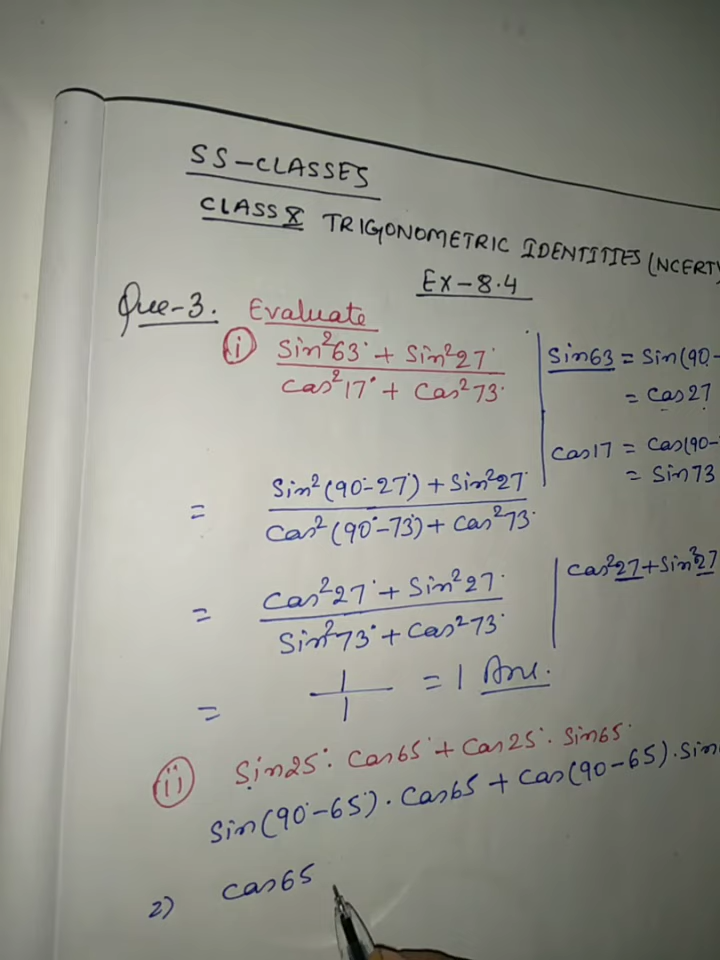 SS-CLASSES
CLASS X TRIGONOMETRIC IDENTITIES (NCERT)
Ex-8.4
Que-3. Evaluate
(i) Sin²63° + Sin²27°
Cos²17° + Cos²73°
Sin63 = Sin(90-
= Cos27
Cos17 = Cos(90-
= Sin73
= Sin²(90°-27°) + Sin²27
Cos²(90°-73°) + Cos²73°
= Cos²27° + Sin²27°
Sin²73° + Cos²73°
Cos²27+Sin²27
= 1
1
= 1 Ans.
(ii) Sin25°. Cos65° + Cos25°. Sin65°
Sin(90°-65°). Cos65 + Cos(90-65). Sin
2) Cos65